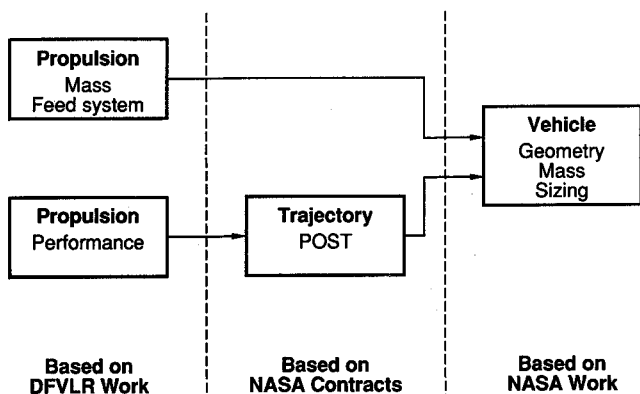 Propulsion
Mass
Feed system
Vehicle
Geometry
Mass
Sizing
Propulsion
Performance
Trajectory
POST
Based on
DFVLR Work
Based on
NASA Contracts
Based on
NASA Work